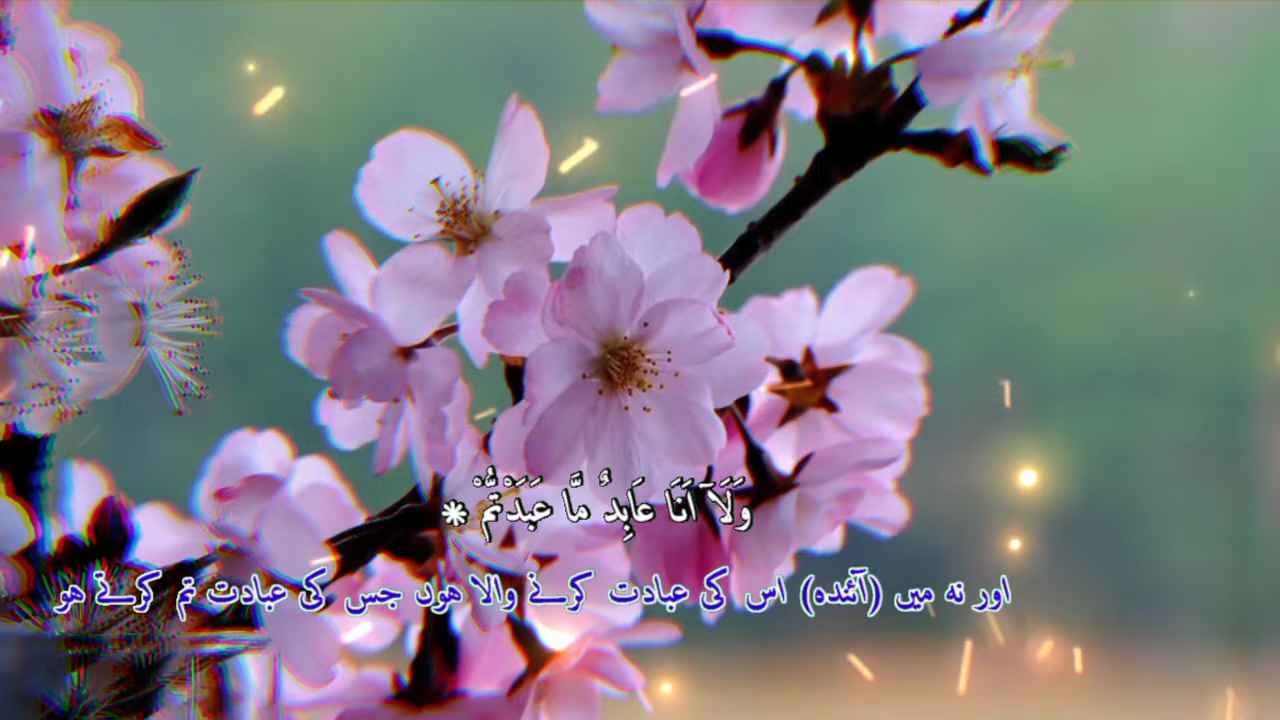 وَلَآ اَنَا عَابِدٌ مَّا عَبَدْتُّمْ *
اور نہ میں (آئندہ) اس کی عبادت کرنے والا ہوں جس کی عبادت تم کرتے ہو